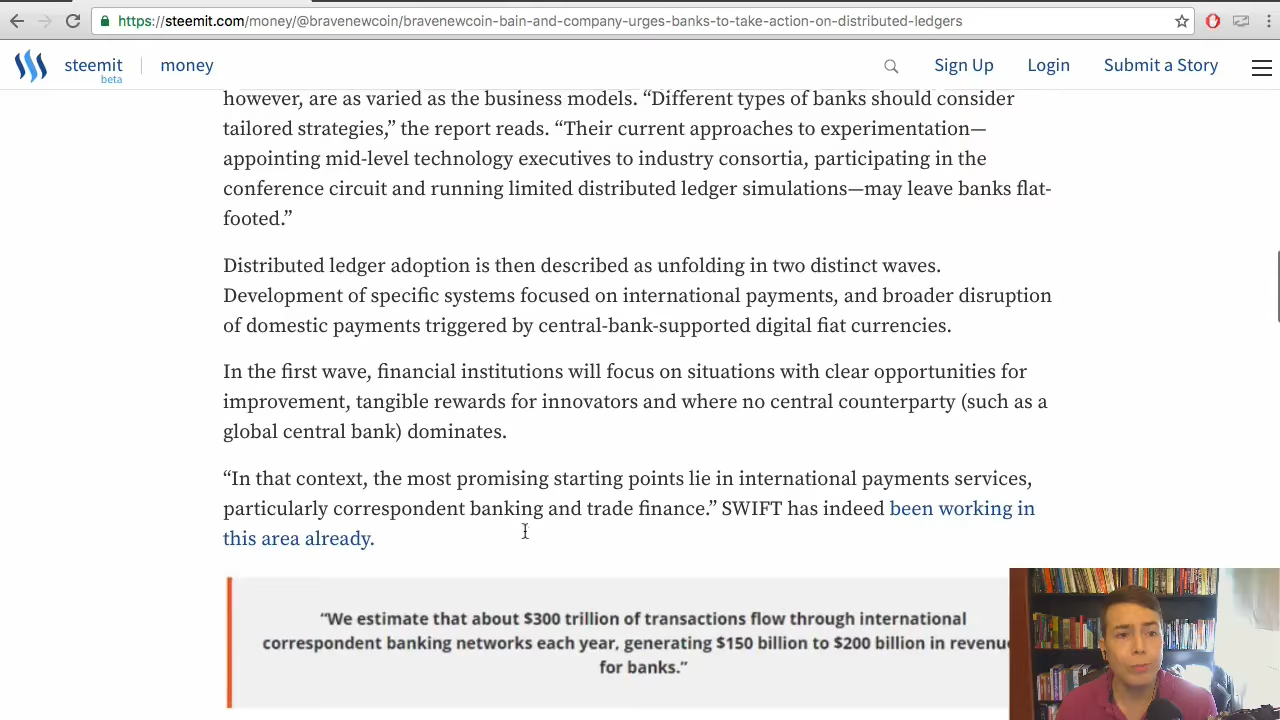 https://steemit.com/money/@bravenewcoin/bravenewcoin-bain-and-company-urges-banks-to-take-action-on-distributed-ledgers
steemit
beta
money
Sign Up
Login
Submit a Story
however, are as varied as the business models. “Different types of banks should consider
tailored strategies,” the report reads. “Their current approaches to experimentation—
appointing mid-level technology executives to industry consortia, participating in the
conference circuit and running limited distributed ledger simulations—may leave banks flat-
footed.”
Distributed ledger adoption is then described as unfolding in two distinct waves.
Development of specific systems focused on international payments, and broader disruption
of domestic payments triggered by central-bank-supported digital fiat currencies.
In the first wave, financial institutions will focus on situations with clear opportunities for
improvement, tangible rewards for innovators and where no central counterparty (such as a
global central bank) dominates.
“In that context, the most promising starting points lie in international payments services,
particularly correspondent banking and trade finance.” SWIFT has indeed been working in
this area already.
“We estimate that about $300 trillion of transactions flow through international
correspondent banking networks each year, generating $150 billion to $200 billion in revenue
for banks.”